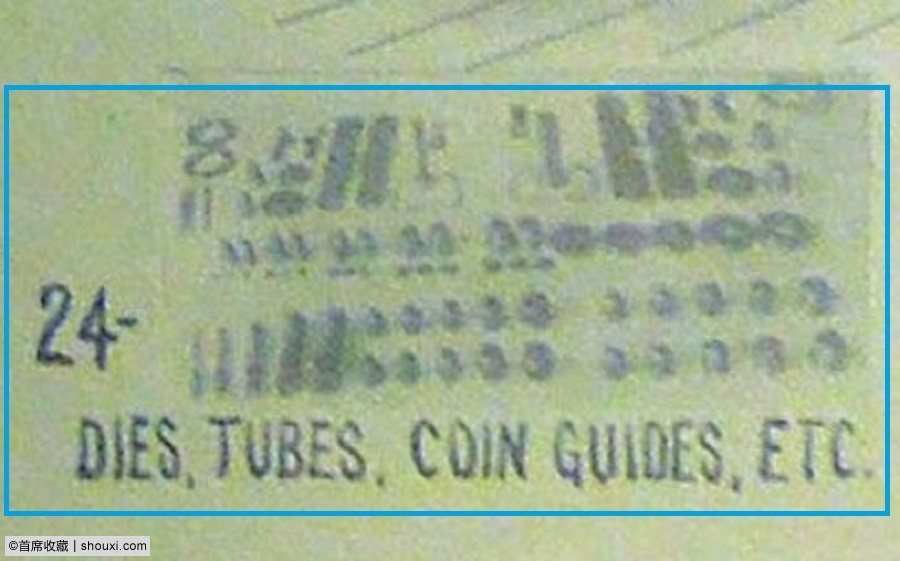 24-
DIES, TUBES, COIN GUIDES, ETC.
©首席收藏 | shouxi.com